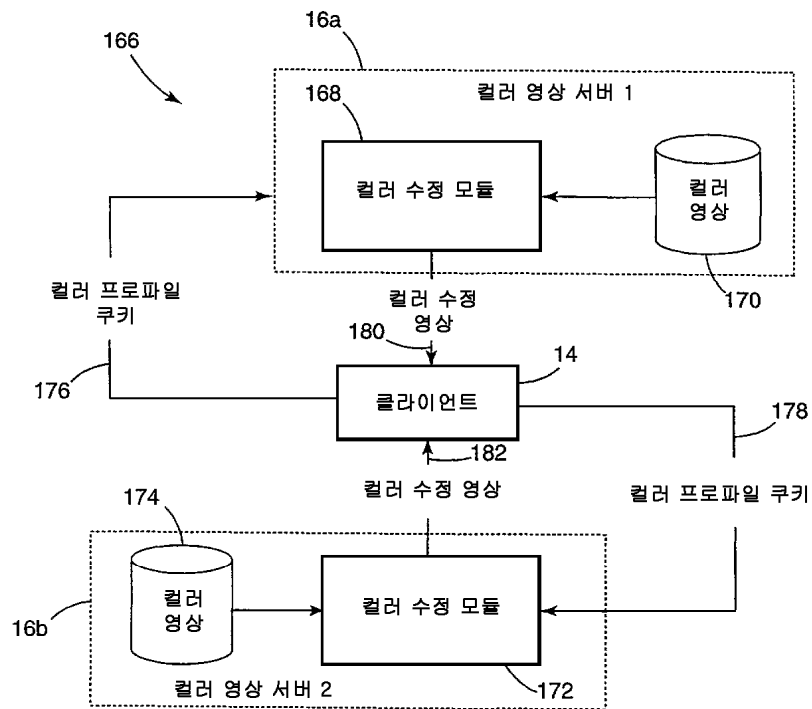 16a
166
컬러 영상 서버 1
168
컬러 수정 모듈
컬러
영상
170
컬러 프로파일
쿠키
컬러 수정
영상
180
14
176
클라이언트
178
182
컬러 수정 영상
컬러 프로파일 쿠키
174
컬러
영상
컬러 수정 모듈
16b
컬러 영상 서버 2
172